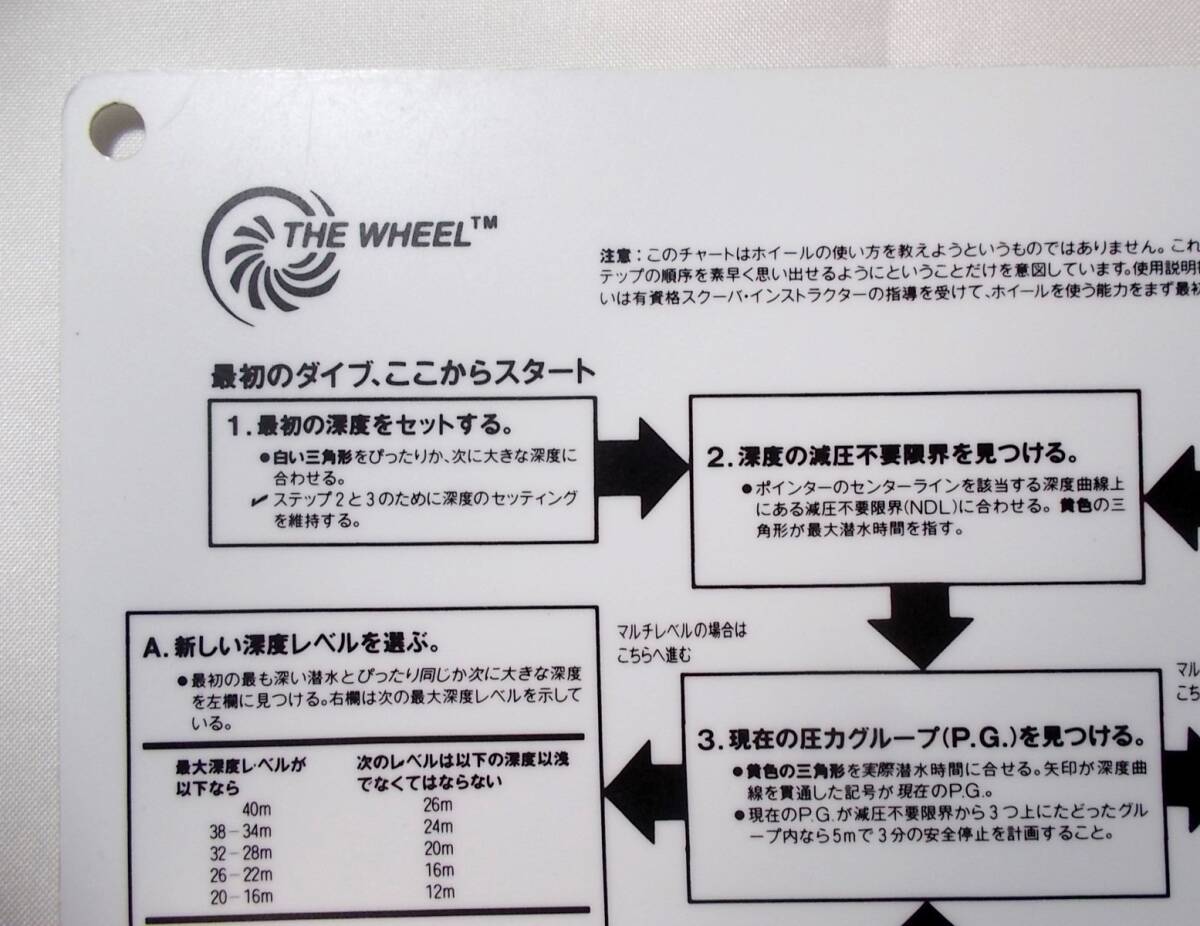 THE WHEEL™
注意：このチャートはホイールの使い方を教えようというものではありません。これ
テップの順序を素早く思い出せるようにということだけを意図しています。使用説明
いは有資格スクーバ・インストラクターの指導を受けて、ホイールを使う能力をまず最初
最初のダイブ、ここからスタート
1.最初の深度をセットする。
●白い三角形をぴったりか、次に大きな深度に
合わせる。
✓ ステップ2と3のために深度のセッティング
を維持する。
2.深度の減圧不要限界を見つける。
●ポインターのセンターラインを該当する深度曲線上
にある減圧不要限界(NDL)に合わせる。黄色の三
角形が最大潜水時間を指す。
A.新しい深度レベルを選ぶ。
●最初の最も深い潜水とぴったり同じか次に大きな深度
を左欄に見つける。右欄は次の最大深度レベルを示して
いる。
最大深度レベルが 次のレベルは以下の深度以浅
以下なら でなくてはならない
40m 26m
38－34m 24m
32－28m 20m
26－22m 16m
20－16m 12m
マルチレベルの場合は
こちらへ進む
マル
こち
3.現在の圧力グループ(P.G.)を見つける。
●黄色の三角形を実際潜水時間に合せる。矢印が深度曲
線を貫通した記号が現在のP.G.。
●現在のP.G.が減圧不要限界から3つ上にたどったグル
ープ内なら5mで3分の安全停止を計画すること。